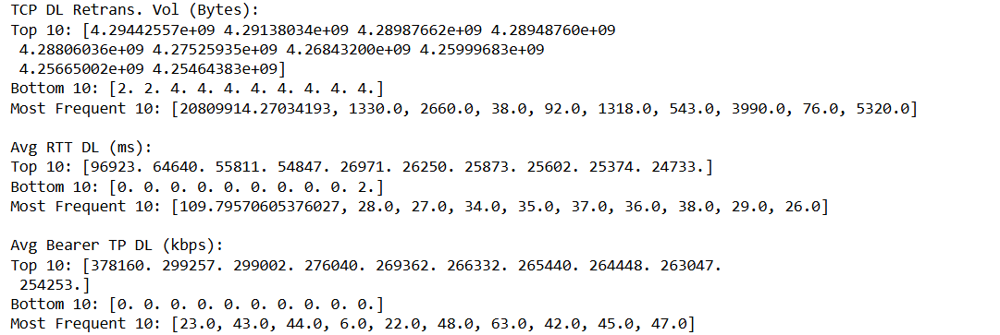 TCP DL Retrans. Vol (Bytes):
Top 10: [4.29442557e+09 4.29138034e+09 4.28987662e+09 4.28948760e+09
4.28806036e+09 4.27525935e+09 4.26843200e+09 4.25999683e+09
4.25665002e+09 4.25464383e+09]
Bottom 10: [2. 2. 4. 4. 4. 4. 4. 4. 4. 4.]
Most Frequent 10: [20809914.27034193, 1330.0, 2660.0, 38.0, 92.0, 1318.0, 543.0, 3990.0, 76.0, 5320.0]
Avg RTT DL (ms):
Top 10: [96923. 64640. 55811. 54847. 26971. 26250. 25873. 25602. 25374. 24733.]
Bottom 10: [0. 0. 0. 0. 0. 0. 0. 0. 0. 2.]
Most Frequent 10: [109.79570605376027, 28.0, 27.0, 34.0, 35.0, 37.0, 36.0, 38.0, 29.0, 26.0]
Avg Bearer TP DL (kbps):
Top 10: [378160. 299257. 299002. 276040. 269362. 266332. 265440. 264448. 263047.
254253.]
Bottom 10: [0. 0. 0. 0. 0. 0. 0. 0. 0. 0.]
Most Frequent 10: [23.0, 43.0, 44.0, 6.0, 22.0, 48.0, 63.0, 42.0, 45.0, 47.0]